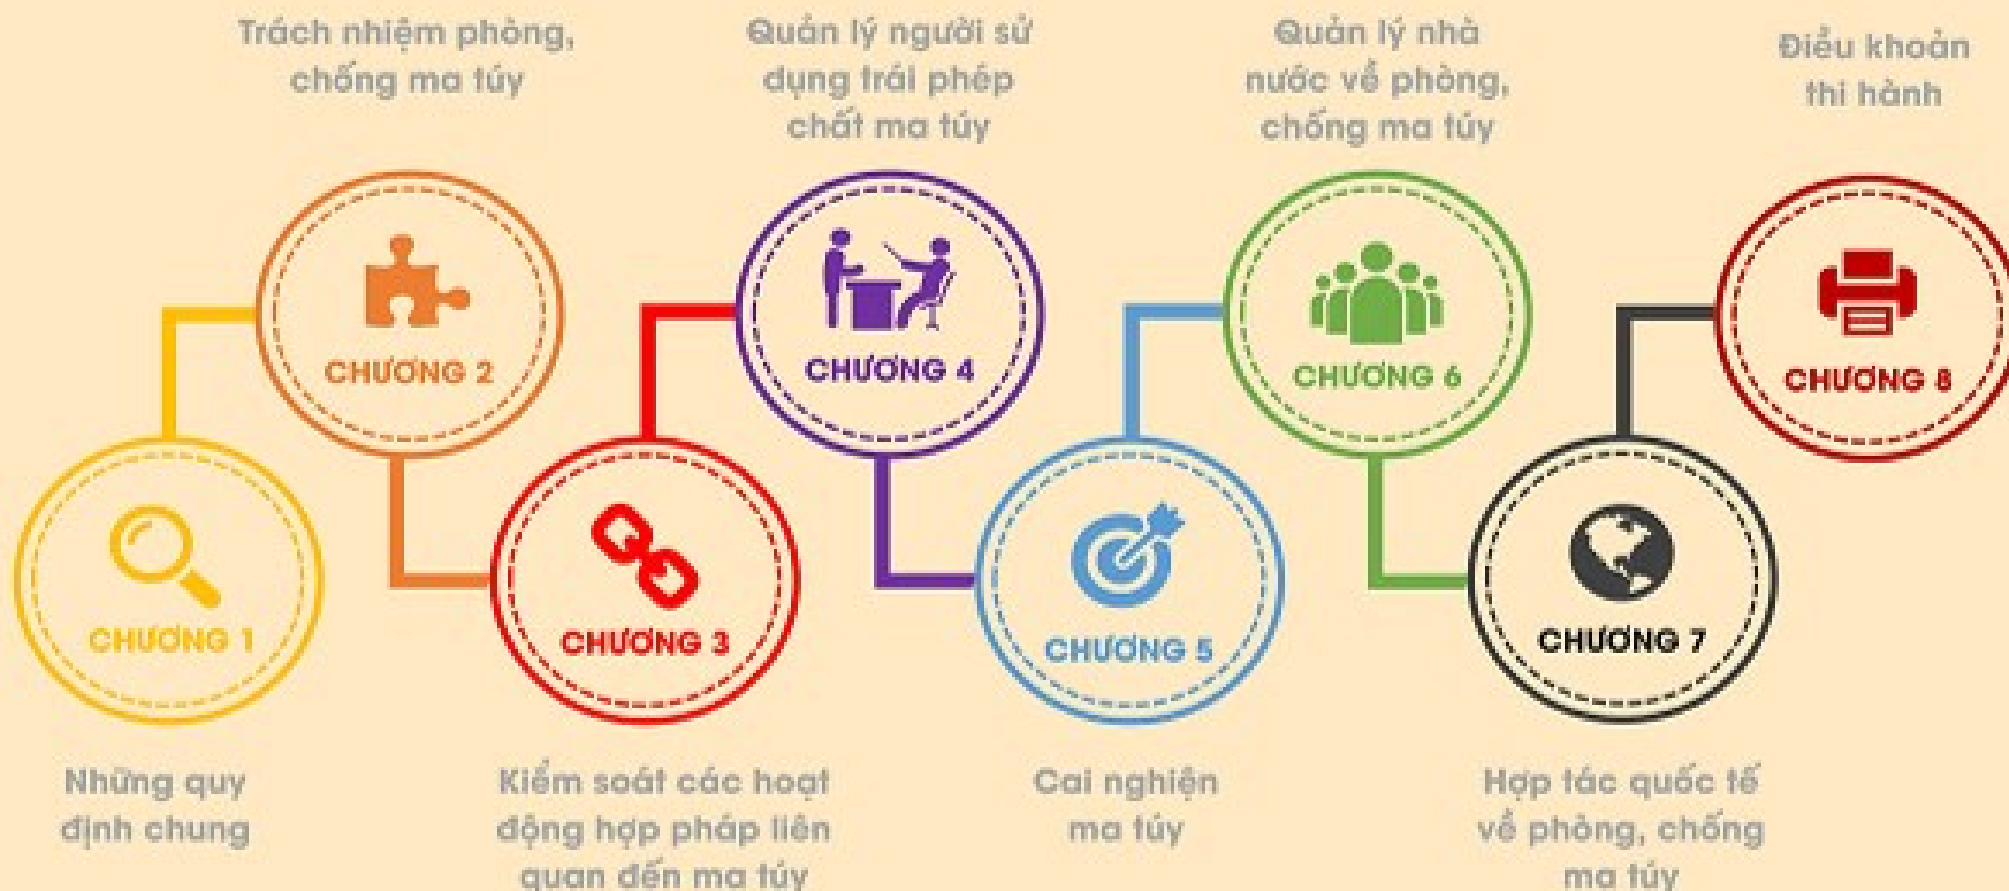 Trách nhiệm phòng,
chống ma túy
Quản lý người sử
dụng trái phép
chất ma túy
Quản lý nhà
nước về phòng,
chống ma túy
Điều khoản
thi hành
CHƯƠNG 2
CHƯƠNG 4
CHƯƠNG 6
CHƯƠNG 8
CHƯƠNG 1
CHƯƠNG 3
CHƯƠNG 5
CHƯƠNG 7
Những quy
định chung
Kiểm soát các hoạt
động hợp pháp liên
quan đến ma túy
Cai nghiện
ma túy
Hợp tác quốc tế
về phòng, chống
ma túy